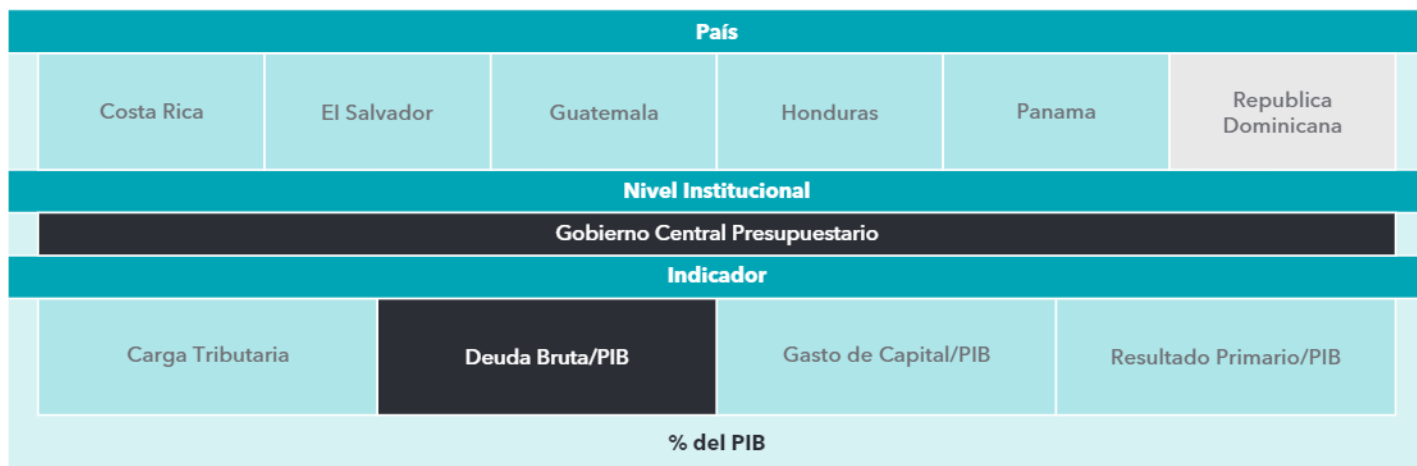 País
Costa Rica
El Salvador
Guatemala
Honduras
Panama
Republica
Dominicana
Nivel Institucional
Gobierno Central Presupuestario
Indicador
Carga Tributaria
Deuda Bruta/PIB
Gasto de Capital/PIB
Resultado Primario/PIB
% del PIB